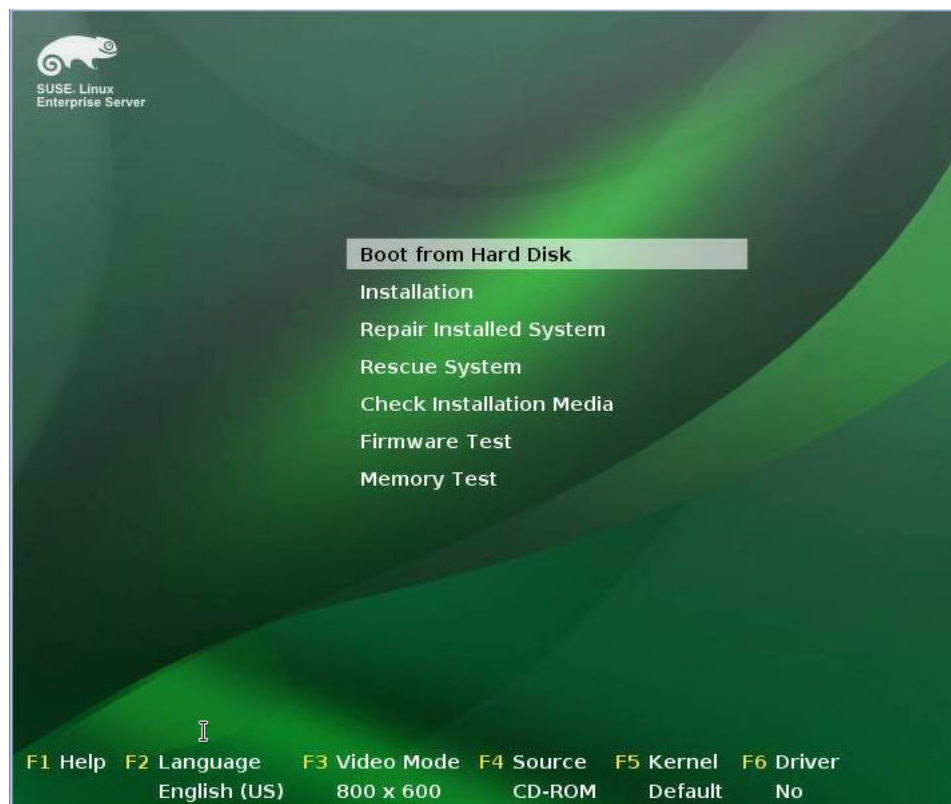 SUSE. Linux
Enterprise Server
Boot from Hard Disk
Installation
Repair Installed System
Rescue System
Check Installation Media
Firmware Test
Memory Test
F1 Help F2 Language F3 Video Mode F4 Source F5 Kernel F6 Driver
English (US) 800 x 600 CD-ROM Default No